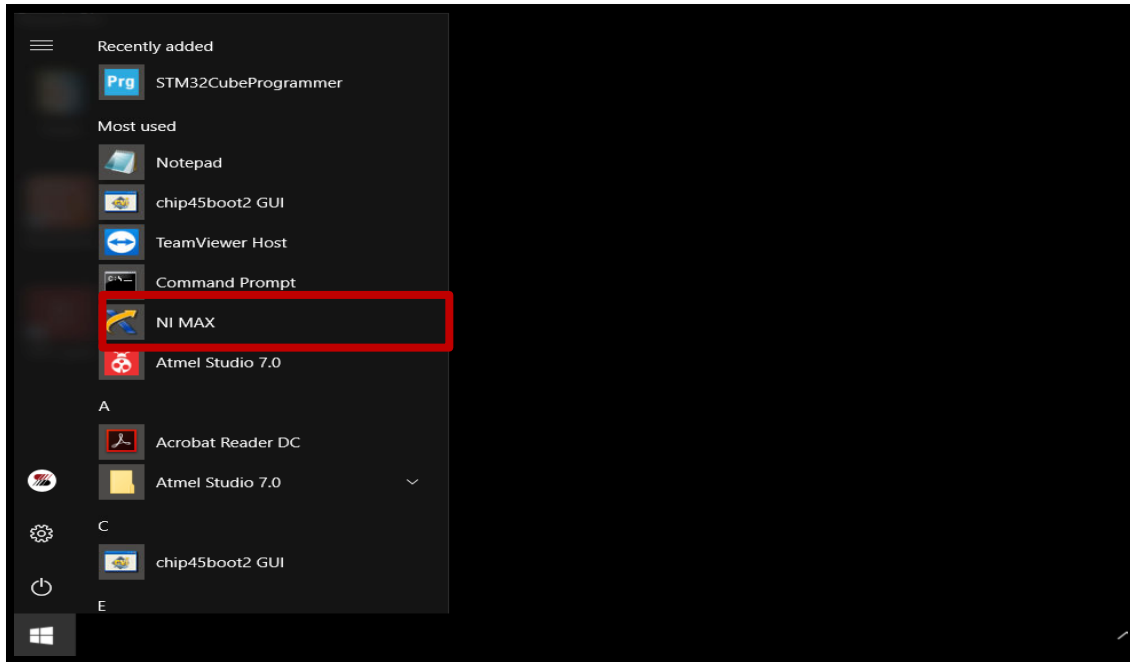 Recently added
Prg STM32CubeProgrammer
Most used
Notepad
chip45boot2 GUI
TeamViewer Host
Command Prompt
NI MAX
Atmel Studio 7.0
A
Acrobat Reader DC
Atmel Studio 7.0
C
chip45boot2 GUI
E